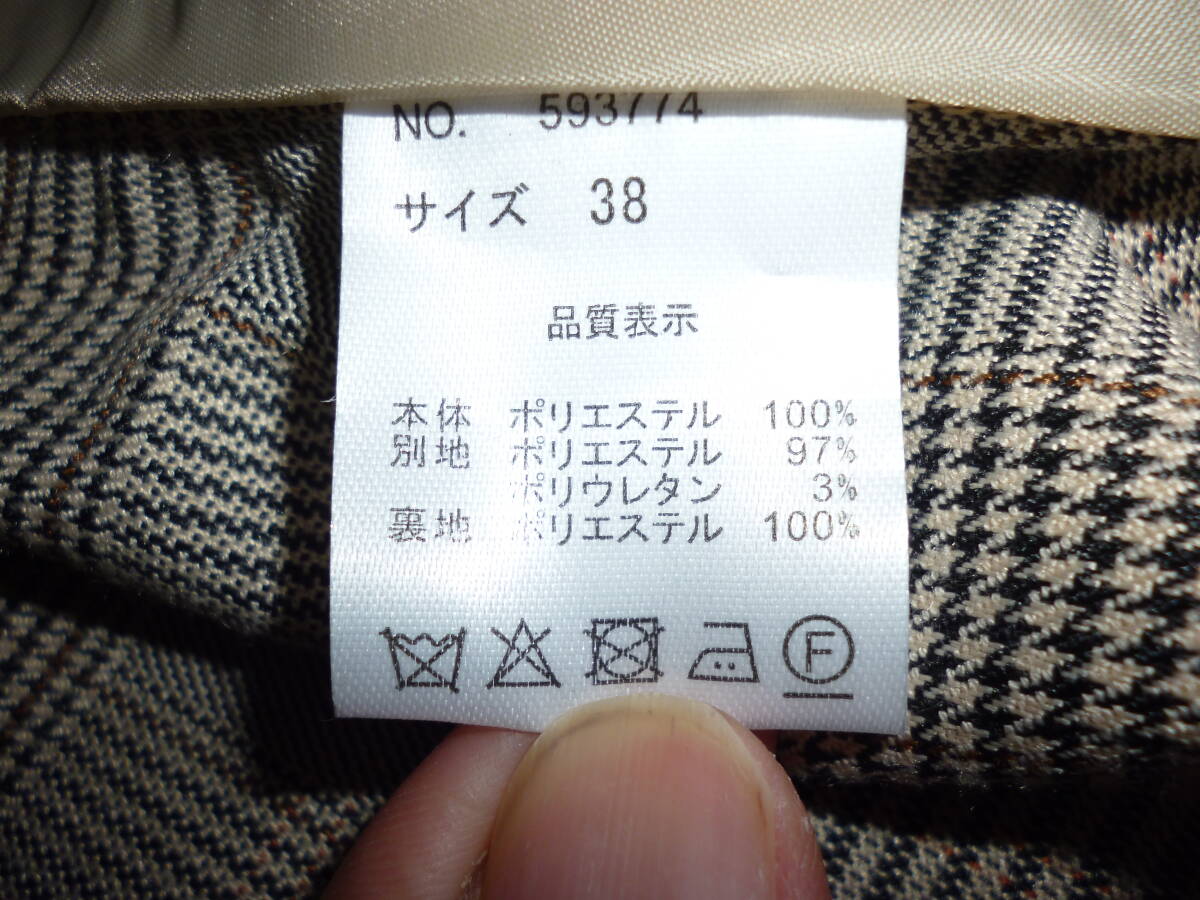 NO. 593774
サイズ 38
品質表示
本体 ポリエステル 100%
別地 ポリエステル 97%
ポリウレタン 3%
裏地 ポリエステル 100%
F